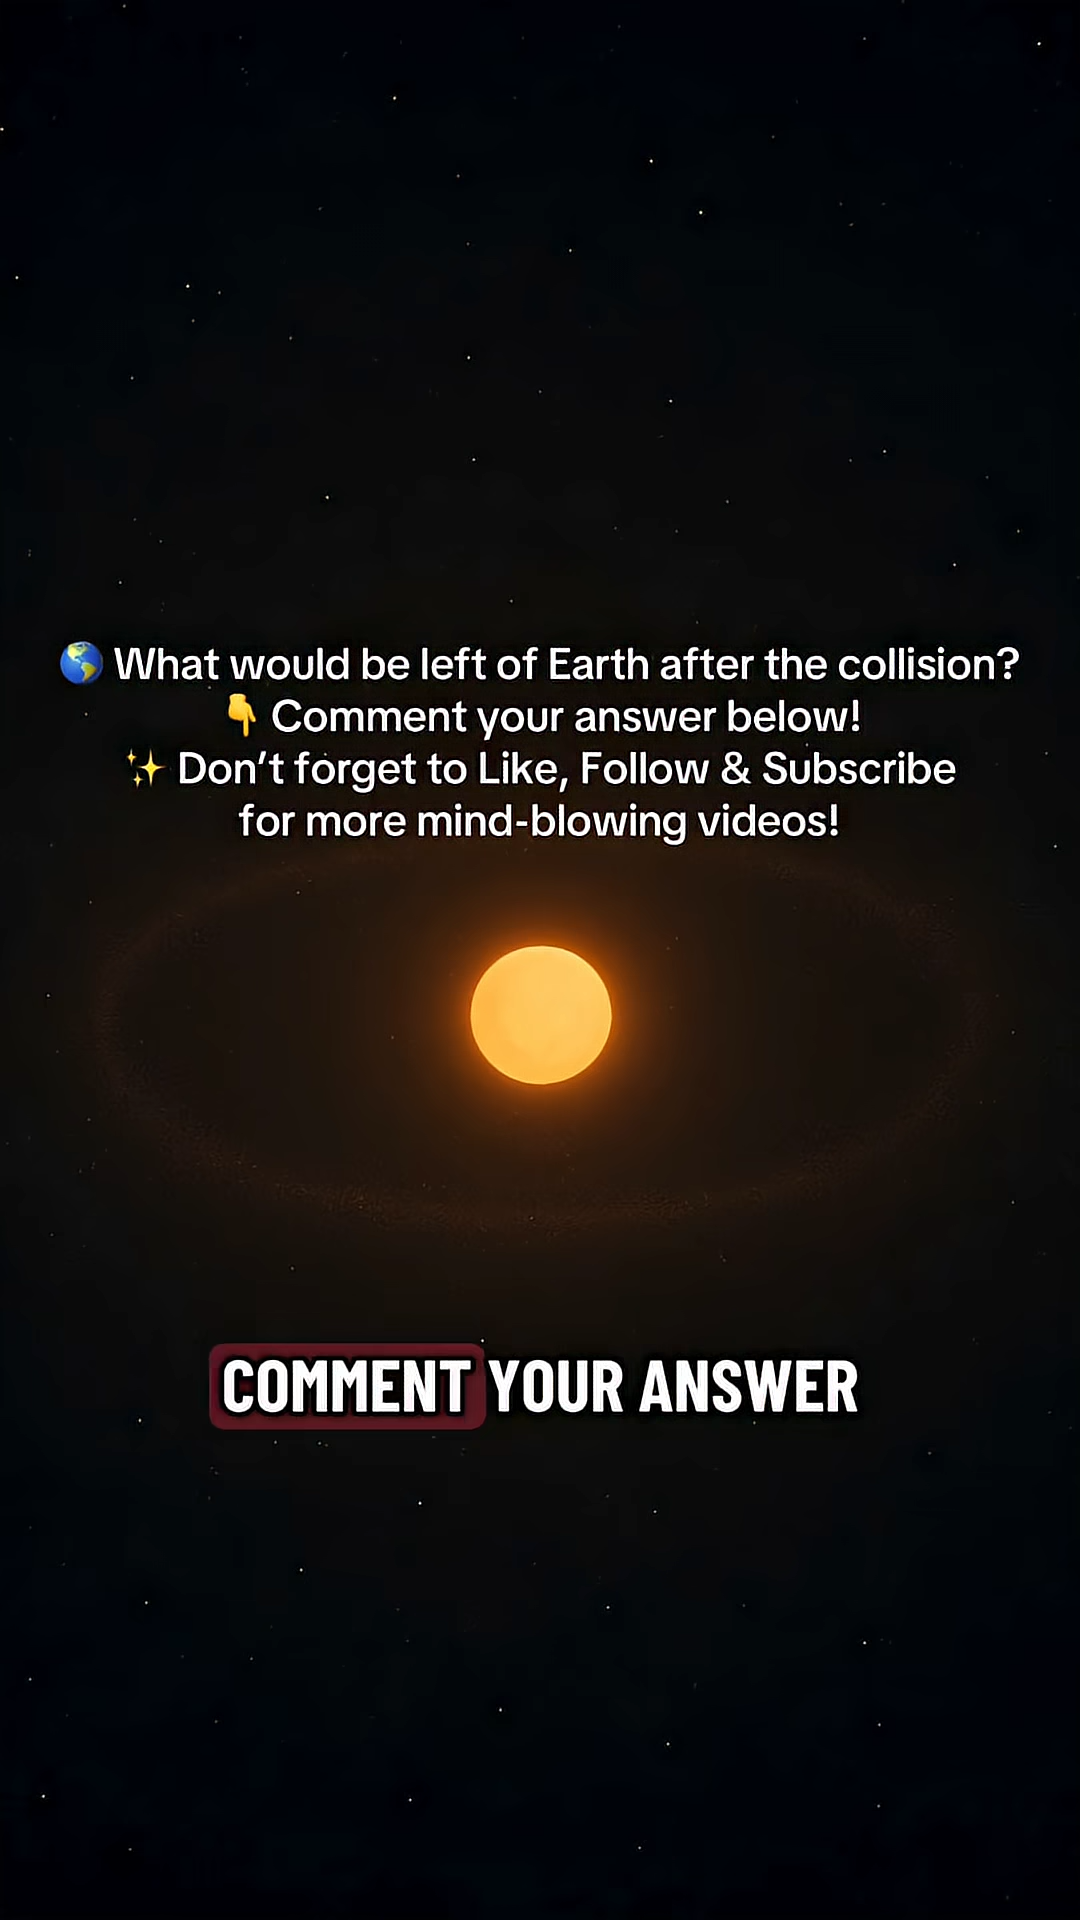 🌎 What would be left of Earth after the collision?
👇 Comment your answer below!
✨ Don’t forget to Like, Follow & Subscribe
for more mind-blowing videos!
COMMENT YOUR ANSWER